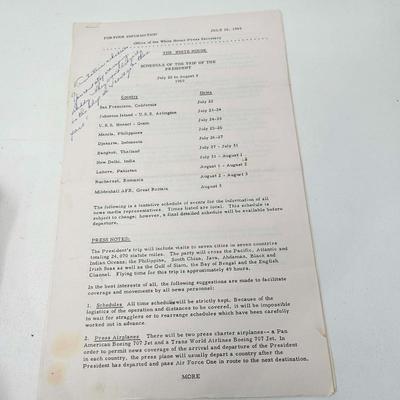 FOR YOUR INFORMATION JULY 20, 1969
Office of the White House Press Secretary
THE WHITE HOUSE
SCHEDULE OF THE TRIP OF THE
PRESIDENT
July 22 to August 3
1969
Country Dates
San Francisco, California July 22
Johnston Island - U.S.S. Arlington July 23-24
U.S.S. Hornet - Guam July 24-25
Manila, Philippines July 25-26
Djakarta, Indonesia July 26-27
Bangkok, Thailand July 27 - July 31
New Delhi, India July 31 - August 1
Lahore, Pakistan August 1 - August 2
Bucharest, Romania August 2 - August 3
Mildenhall AFB, Great Britain August 3
The following is a tentative schedule of events for the information of all
news media representatives. Times listed are local. This schedule is
subject to change; however, a final detailed schedule will be available before
departure.
PRESS NOTES:
The President's trip will include visits to seven cities in seven countries
totaling 24,070 statute miles. The party will cross the Pacific, Atlantic and
Indian Oceans; the Philippine, South China, Java, Andaman, Black and
Irish Seas as well as the Gulf of Siam, the Bay of Bengal and the English
Channel. Flying time for this trip is approximately 49 hours.
In the best interests of all, the following suggestions are made to facilitate
coverage and movements by all news personnel:
1. Schedules All time schedules will be strictly kept. Because of the
logistics of the operation and distances to be covered, it will be impossible
to wait for stragglers or to rearrange schedules which have been carefully
worked out in advance.
2. Press Airplanes There will be two press charter airplanes -- a Pan
American Boeing 707 Jet and a Trans World Airlines Boeing 707 Jet. In
order to permit news coverage of the arrival and departure of the President
in each country, the press plane will usually depart a country after the
President has departed and pass Air Force One in route to the next destination.
MORE